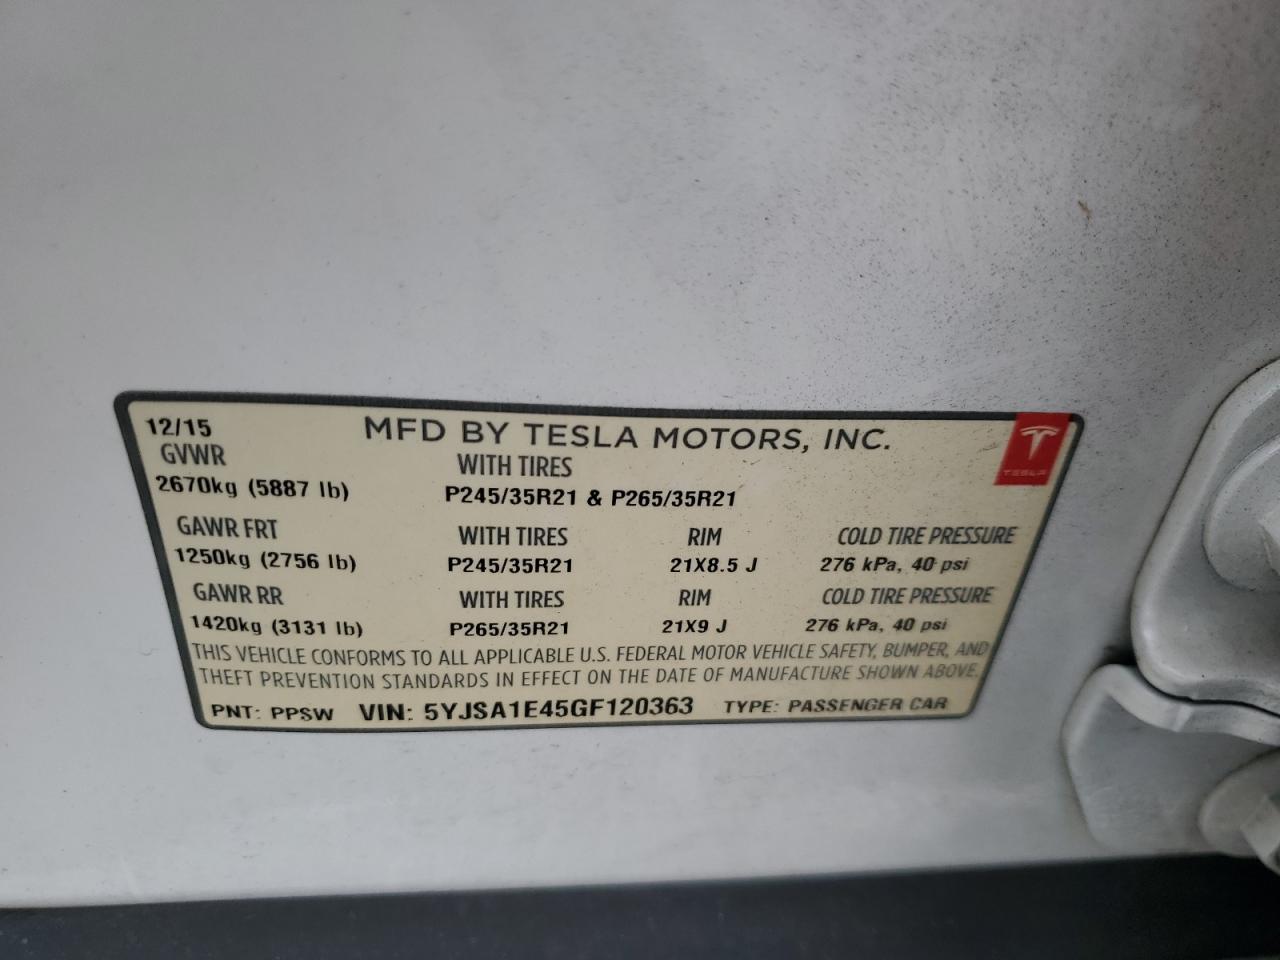 12/15 MFD BY TESLA MOTORS, INC.
GVWR WITH TIRES
2670kg (5887 lb) P245/35R21 & P265/35R21
TESLA
GAWR FRT WITH TIRES RIM COLD TIRE PRESSURE
1250kg (2756 lb) P245/35R21 21X8.5 J 276 kPa, 40 psi
GAWR RR WITH TIRES RIM COLD TIRE PRESSURE
1420kg (3131 lb) P265/35R21 21X9 J 276 kPa, 40 psi
THIS VEHICLE CONFORMS TO ALL APPLICABLE U.S. FEDERAL MOTOR VEHICLE SAFETY, BUMPER, AND
THEFT PREVENTION STANDARDS IN EFFECT ON THE DATE OF MANUFACTURE SHOWN ABOVE.
PNT: PPSW VIN: 5YJSA1E45GF120363 TYPE: PASSENGER CAR